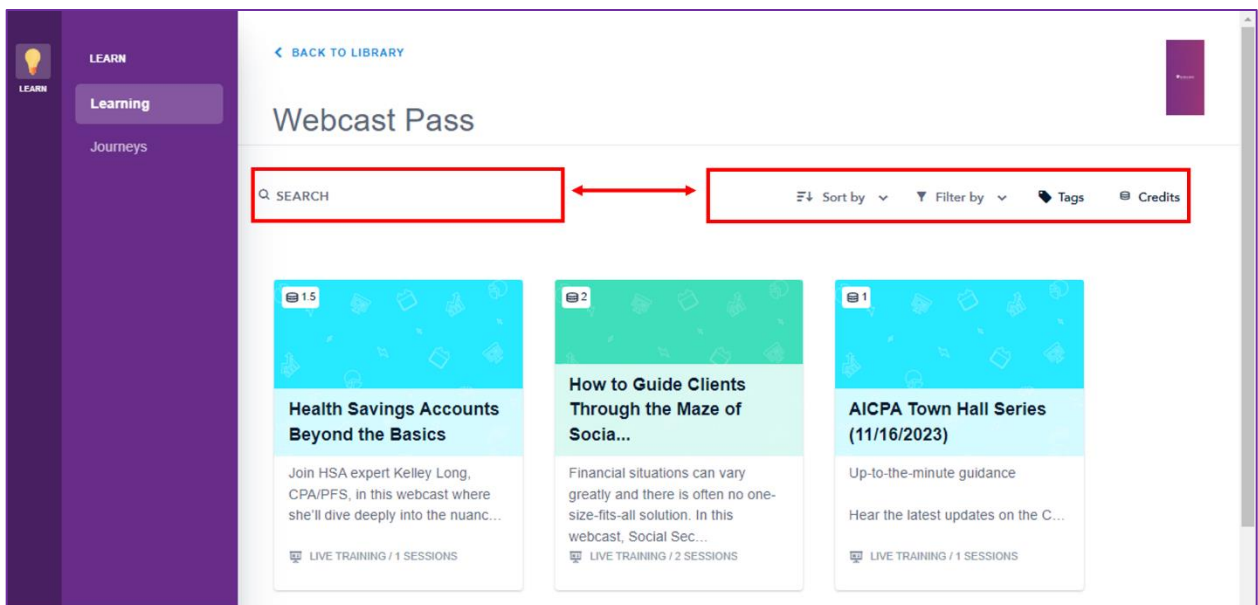 LEARN
LEARN
Learning
Journeys
BACK TO LIBRARY
Webcast Pass
SEARCH
Sort by
Filter by
Tags
Credits
1.5
Health Savings Accounts
Beyond the Basics
Join HSA expert Kelley Long,
CPA/PFS, in this webcast where
she'll dive deeply into the nuanc...
LIVE TRAINING / 1 SESSIONS
2
How to Guide Clients
Through the Maze of
Socia...
Financial situations can vary
greatly and there is often no one-
size-fits-all solution. In this
webcast, Social Sec...
LIVE TRAINING / 2 SESSIONS
1
AICPA Town Hall Series
(11/16/2023)
Up-to-the-minute guidance
Hear the latest updates on the C...
LIVE TRAINING / 1 SESSIONS